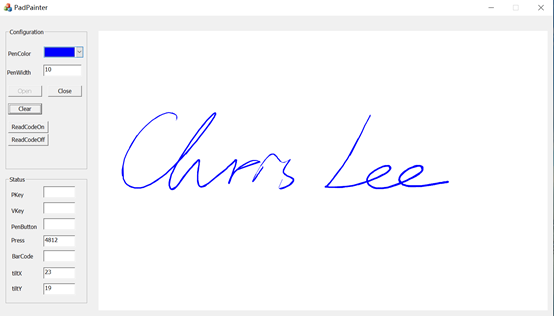 PadPainter
Configuration
PenColor
PenWidth 10
Open Close
Clear
ReadCodeOn
ReadCodeOff
Chris Lee
Status
PKey
VKey
PenButton
Press 4812
BarCode
tiltX 23
tiltY 19